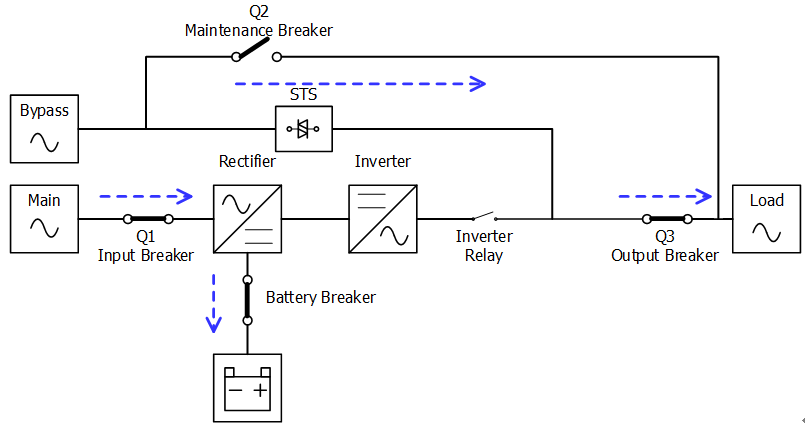 Q2
Maintenance Breaker
STS
Bypass
Rectifier
Inverter
Main
Load
Q1
Input Breaker
Inverter
Relay
Q3
Output Breaker
Battery Breaker